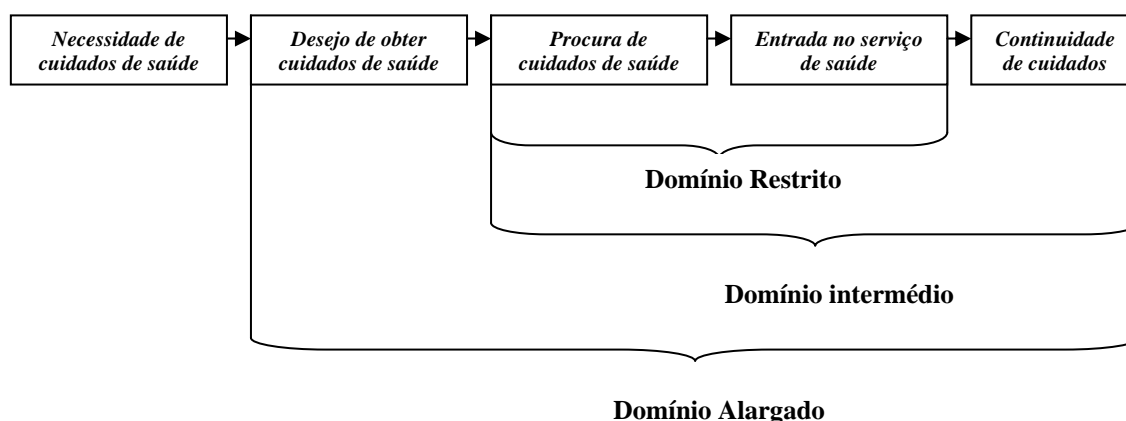 Necessidade de
cuidados de saúde
Desejo de obter
cuidados de saúde
Procura de
cuidados de saúde
Entrada no serviço
de saúde
Continuidade
de cuidados
Domínio Restrito
Domínio intermédio
Domínio Alargado